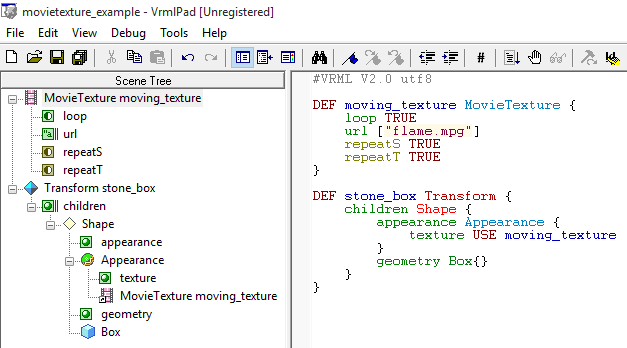 movietexture_example - VrmlPad [Unregistered]
File Edit View Debug Tools Help
#
Scene Tree
MovieTexture moving_texture
loop
url
repeatS
repeatT
Transform stone_box
children
Shape
appearance
Appearance
texture
MovieTexture moving_texture
geometry
Box
#VRML V2.0 utf8
DEF moving_texture MovieTexture {
loop TRUE
url ["flame.mpg"]
repeatS TRUE
repeatT TRUE
}
DEF stone_box Transform {
children Shape {
appearance Appearance {
texture USE moving_texture
}
geometry Box{}
}
}